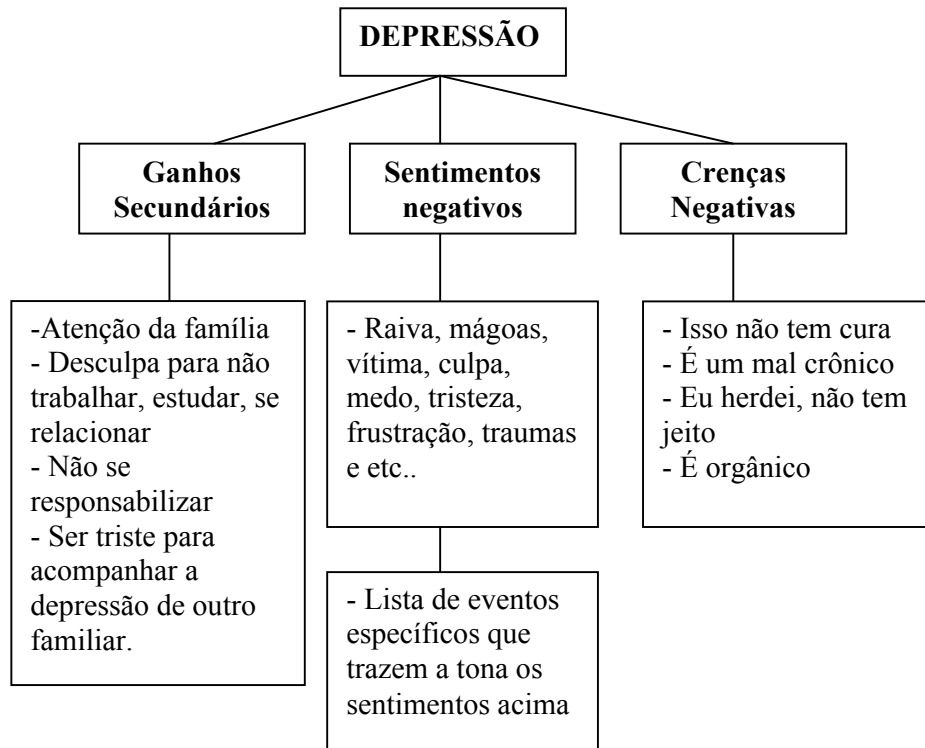 DEPRESSÃO
Ganhos
Secundários
-Atenção da família
- Desculpa para não
trabalhar, estudar, se
relacionar
- Não se
responsabilizar
- Ser triste para
acompanhar a
depressão de outro
familiar.
Sentimentos
negativos
- Raiva, mágoas,
vítima, culpa,
medo, tristeza,
frustração, traumas
e etc..
- Lista de eventos
específicos que
trazem a tona os
sentimentos acima
Crenças
Negativas
- Isso não tem cura
- É um mal crônico
- Eu herdei, não tem
jeito
- É orgânico